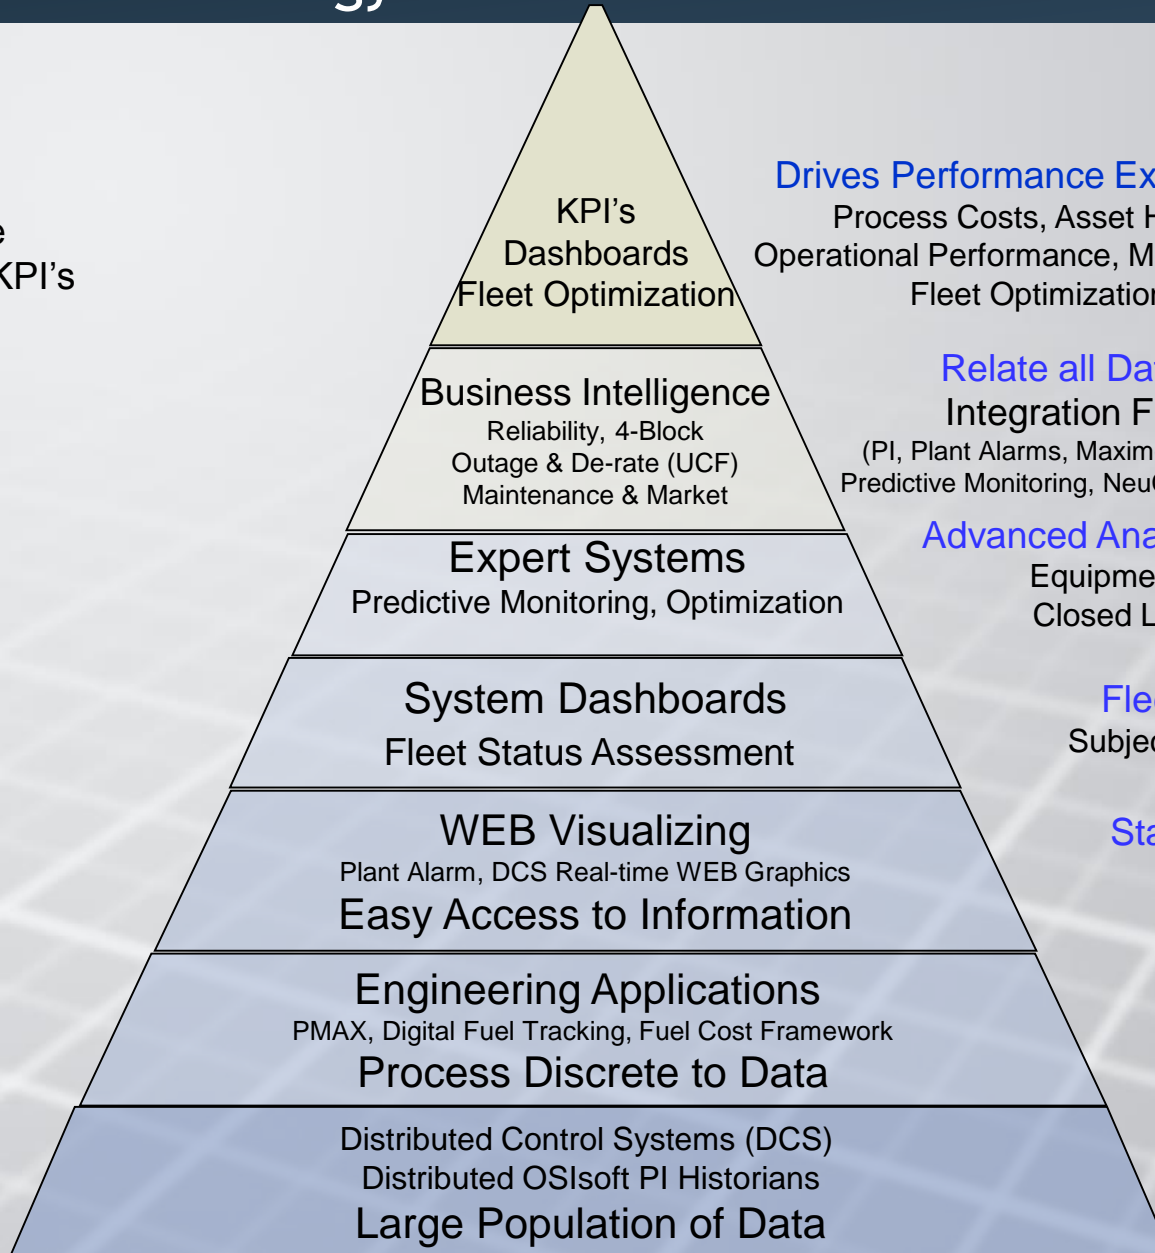 KPI's
KPI's
Dashboards
Fleet Optimization
Drives Performance
Process Costs, Asset
Operational Performance,
Fleet
Business Intelligence
Reliability, 4-Block
Outage & De-rate (UCF)
Maintenance & Market
Relate all
Integration
(PI, Plant Alarms,
Predictive Monitoring,
Expert Systems
Predictive Monitoring, Optimization
Advanced
Closed
System Dashboards
Fleet Status Assessment
WEB Visualizing
Plant Alarm, DCS Real-time WEB Graphics
Easy Access to Information
Engineering Applications
PMAX, Digital Fuel Tracking, Fuel Cost Framework
Process Discrete to Data
Distributed Control Systems (DCS)
Distributed OSIsoft PI Historians
Large Population of Data